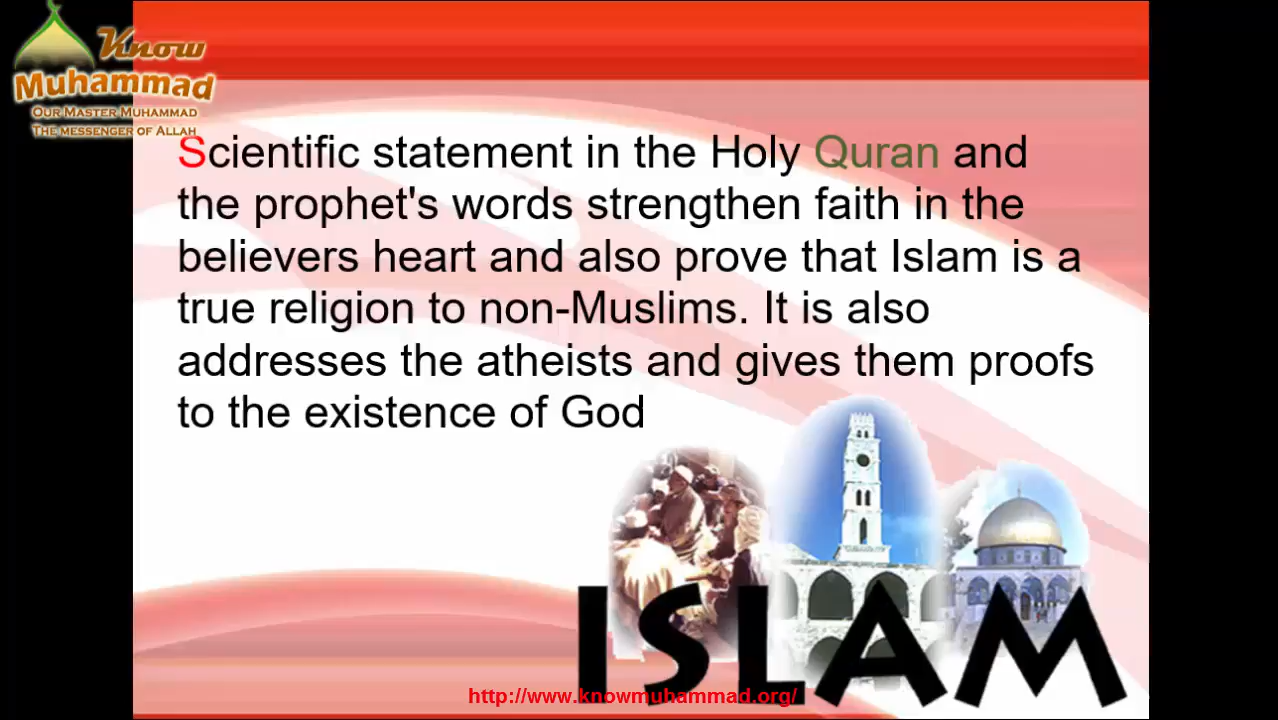 Know
Muhammad
OUR MASTER MUHAMMAD
THE MESSENGER OF ALLAH
Scientific statement in the Holy Quran and
the prophet's words strengthen faith in the
believers heart and also prove that Islam is a
true religion to non-Muslims. It is also
addresses the atheists and gives them proofs
to the existence of God
ISLAM
http://www.knowmuhammad.org/